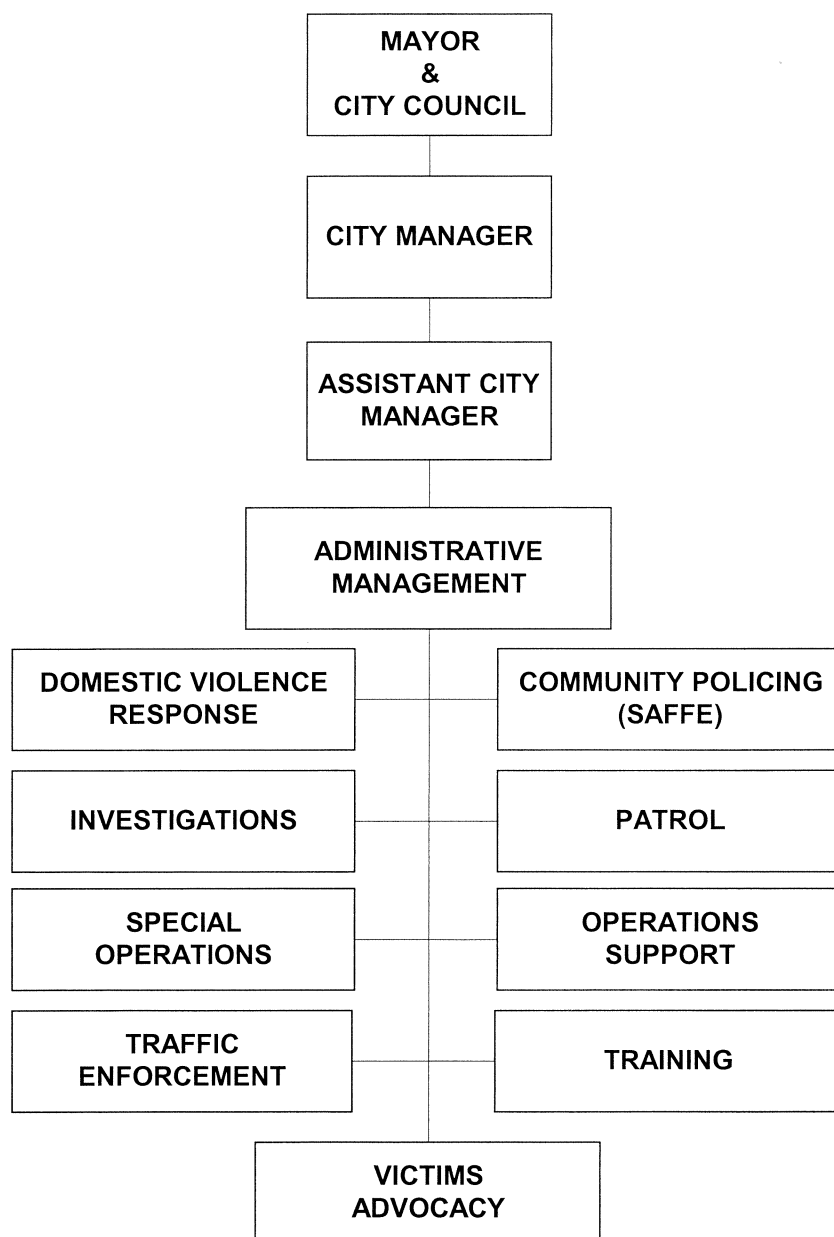 MAYOR
&
CITY COUNCIL
CITY MANAGER
ASSISTANT CITY
MANAGER
ADMINISTRATIVE
MANAGEMENT
DOMESTIC VIOLENCE
RESPONSE
COMMUNITY POLICING
(SAFFE)
INVESTIGATIONS
PATROL
SPECIAL
OPERATIONS
OPERATIONS
SUPPORT
TRAFFIC
ENFORCEMENT
TRAINING
VICTIMS
ADVOCACY